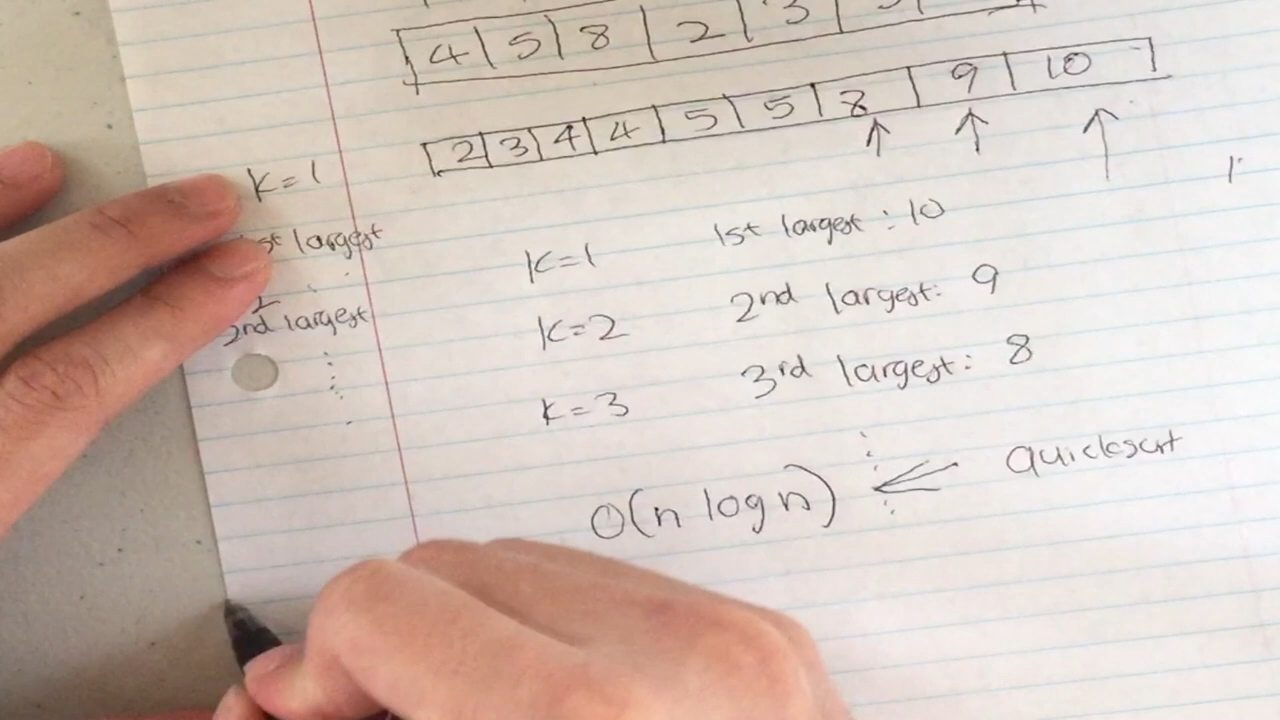 4 5 8 2 3
2 3 4 4 5 5 8 9 10
K=1
st largest
2nd largest
K=1 1st largest: 10
K=2 2nd largest: 9
K=3 3rd largest: 8
O(n log n) Quicksort